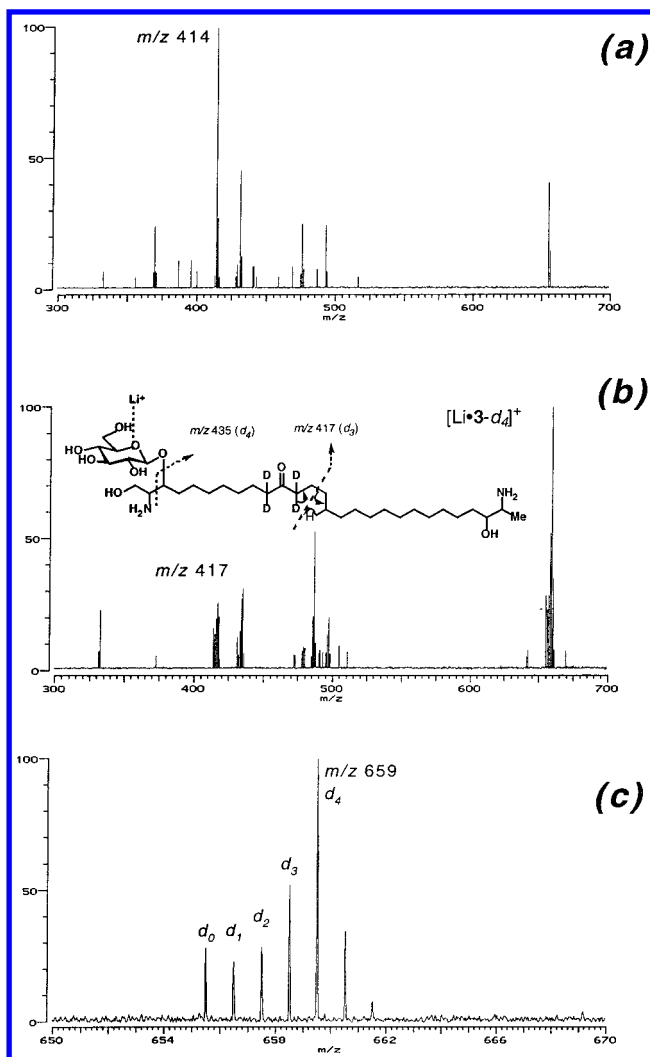 (a)
m/z 414
100
50
0
300 400 500 600 700
m/z
(b)
[Li•3-d4]+
100
50
0
Li+
m/z 435 (d4)
m/z 417 (d3)
OH
HO
HO
OH
O
O
O
D D
D D
HO
H2N
H
NH2
Me
OH
m/z 417
300 400 500 600 700
m/z
(c)
100
50
0
m/z 659
d4
d3
d0 d1 d2
650 654 658 662 666 670
m/z